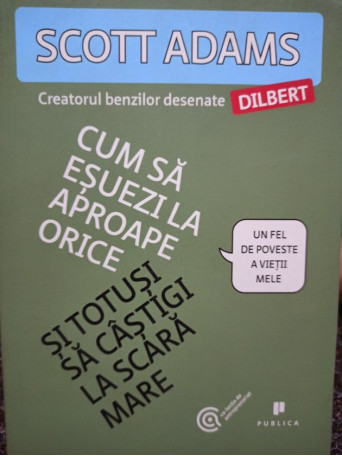 SCOTT ADAMS
Creatorul benzilor desenate DILBERT
CUM SĂ
EȘUEZI LA
APROAPE
ORICE
UN FEL
DE POVESTE
A VIEȚII
MELE
ȘI TOTUȘI
SĂ CÂȘTIGI
LA SCARĂ
MARE
PUBLICA